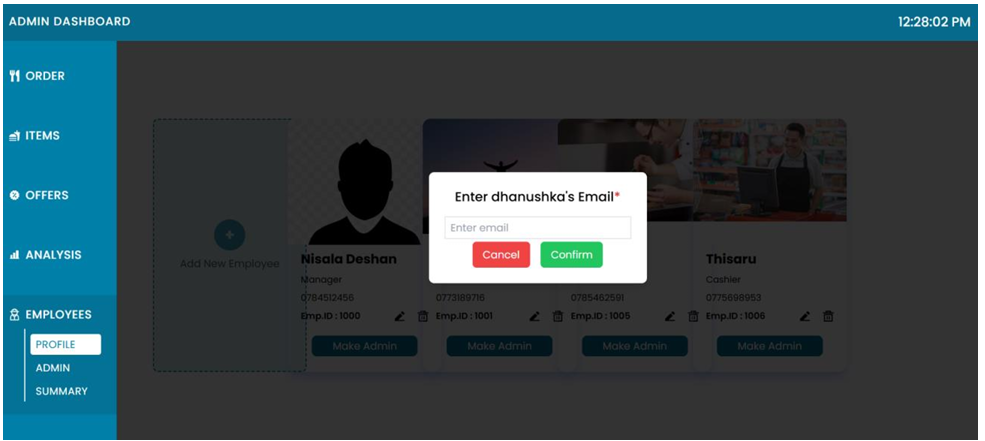 ADMIN DASHBOARD
12:28:02 PM
ORDER
ITEMS
OFFERS
ANALYSIS
EMPLOYEES
PROFILE
ADMIN
SUMMARY
Add New Employee
Nisala Deshan
Manager
0764512456
Emp.ID : 1000
Make Admin
0773189716
Emp.ID : 1001
Make Admin
0785462591
Emp.ID : 1005
Make Admin
Thisaru
Cashier
0775698953
Emp.ID : 1006
Make Admin
Enter dhanushka's Email*
Enter email
Cancel Confirm